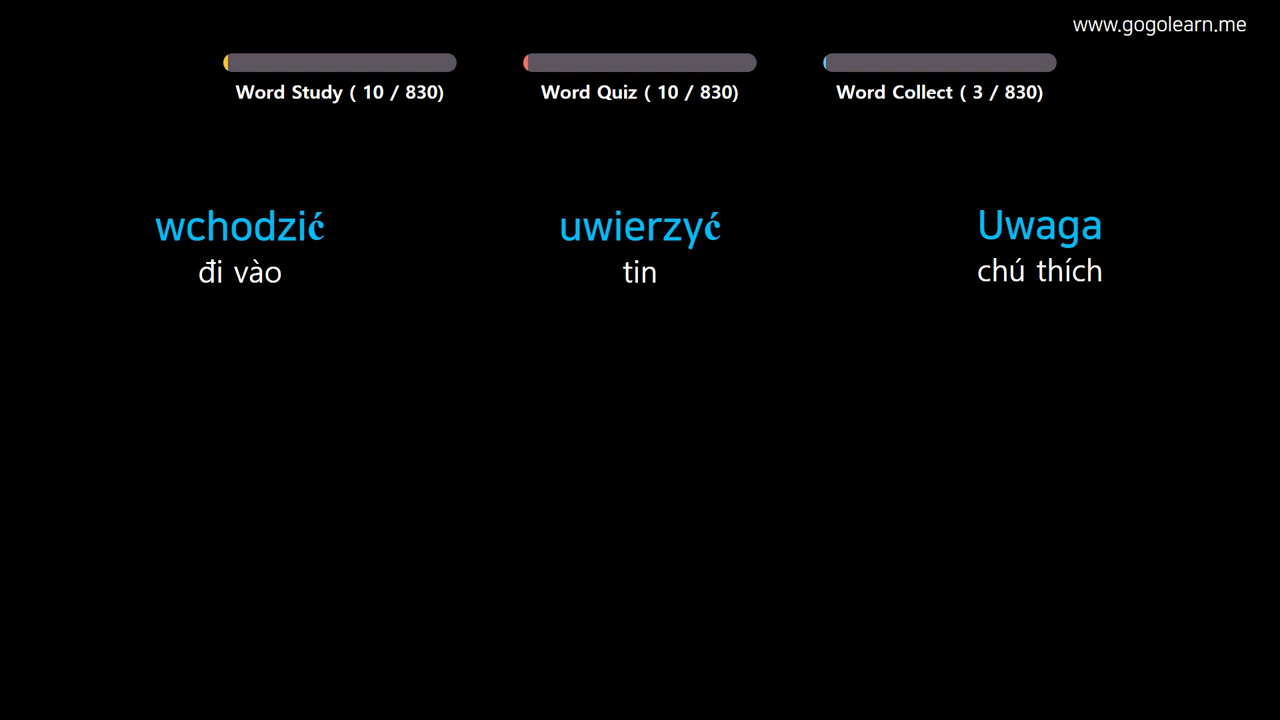 www.gogolearn.me
Word Study ( 10 / 830)
Word Quiz ( 10 / 830)
Word Collect ( 3 / 830)
wchodzić
đi vào
uwierzyć
tin
Uwaga
chú thích